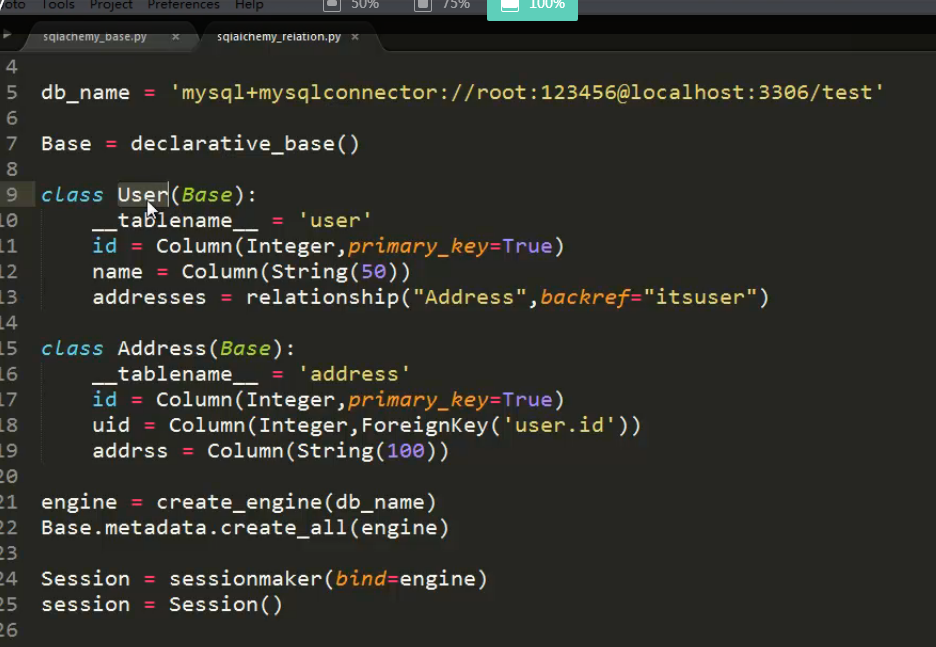 Tools Project Preferences Help 50% 75% 100%
sqlachemy_base.py × sqlalchemy_relation.py ×
4
5 db_name = 'mysql+mysqlconnector://root:123456@localhost:3306/test'
6
7 Base = declarative_base()
8
9 class User(Base):
10 __tablename__ = 'user'
11 id = Column(Integer,primary_key=True)
12 name = Column(String(50))
13 addresses = relationship("Address",backref="itsuser")
14
15 class Address(Base):
16 __tablename__ = 'address'
17 id = Column(Integer,primary_key=True)
18 uid = Column(Integer,ForeignKey('user.id'))
19 addrss = Column(String(100))
20
21 engine = create_engine(db_name)
22 Base.metadata.create_all(engine)
23
24 Session = sessionmaker(bind=engine)
25 session = Session()
26